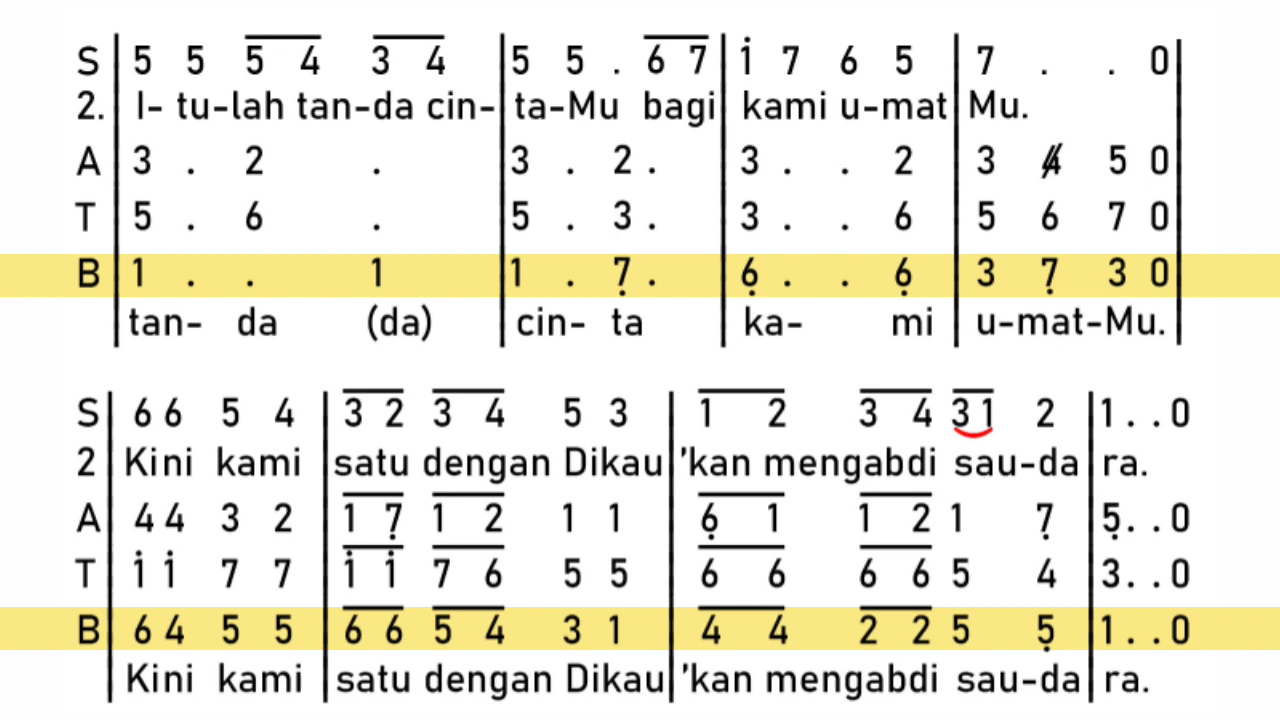 S | 5 5 5 4 3 4 | 5 5 . 6 7 | i 7 6 5 | 7 . . 0 |
2. | I- tu-lah tan-da cin- | ta-Mu bagi | kami u-mat | Mu.
A | 3 . 2 . | 3 . 2 . | 3 . . 2 | 3 4̸ 5 0 |
T | 5 . 6 . | 5 . 3 . | 3 . . 6 | 5 6 7 0 |
B | 1 . . 1 | 1 . 7̣ . | 6̣ . . 6̣ | 3 7̣ 3 0 |
tan- da (da) | cin- ta | ka- mi | u-mat-Mu. |
S | 6 6 5 4 | 3 2 3 4 5 3 | 1 2 3 4 3 1 2 | 1 . . 0
2 | Kini kami | satu dengan Dikau | 'kan mengabdi sau-da | ra.
A | 4 4 3 2 | 1 7̣ 1 2 1 1 | 6̣ 1 1 2 1 7̣ | 5̣ . . 0
T | i i 7 7 | i i 7 6 5 5 | 6 6 6 6 5 4 | 3 . . 0
B | 6 4 5 5 | 6 6 5 4 3 1 | 4 4 2 2 5 5̣ | 1 . . 0
Kini kami | satu dengan Dikau | 'kan mengabdi sau-da | ra.